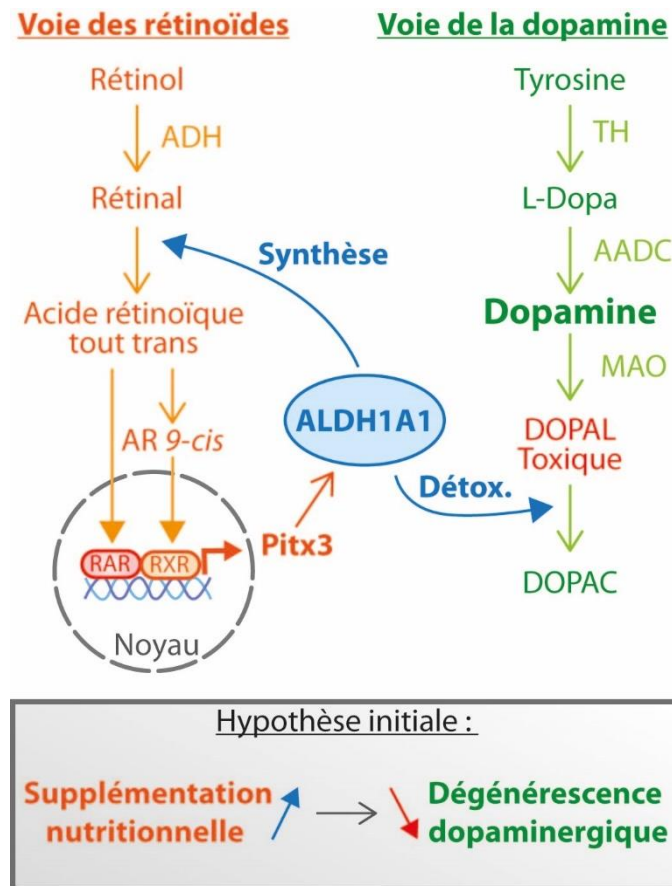 Voie des rétinoïdes
Rétinol
ADH
Rétinal
Synthèse
Acide rétinoïque
tout trans
AR 9-cis
RAR
RXR
Pitx3
Noyau
ALDH1A1
Détox.
Voie de la dopamine
Tyrosine
TH
L-Dopa
AADC
Dopamine
MAO
DOPAL
Toxique
DOPAC
Hypothèse initiale :
Supplémentation
nutritionnelle
Dégénérescence
dopaminergique